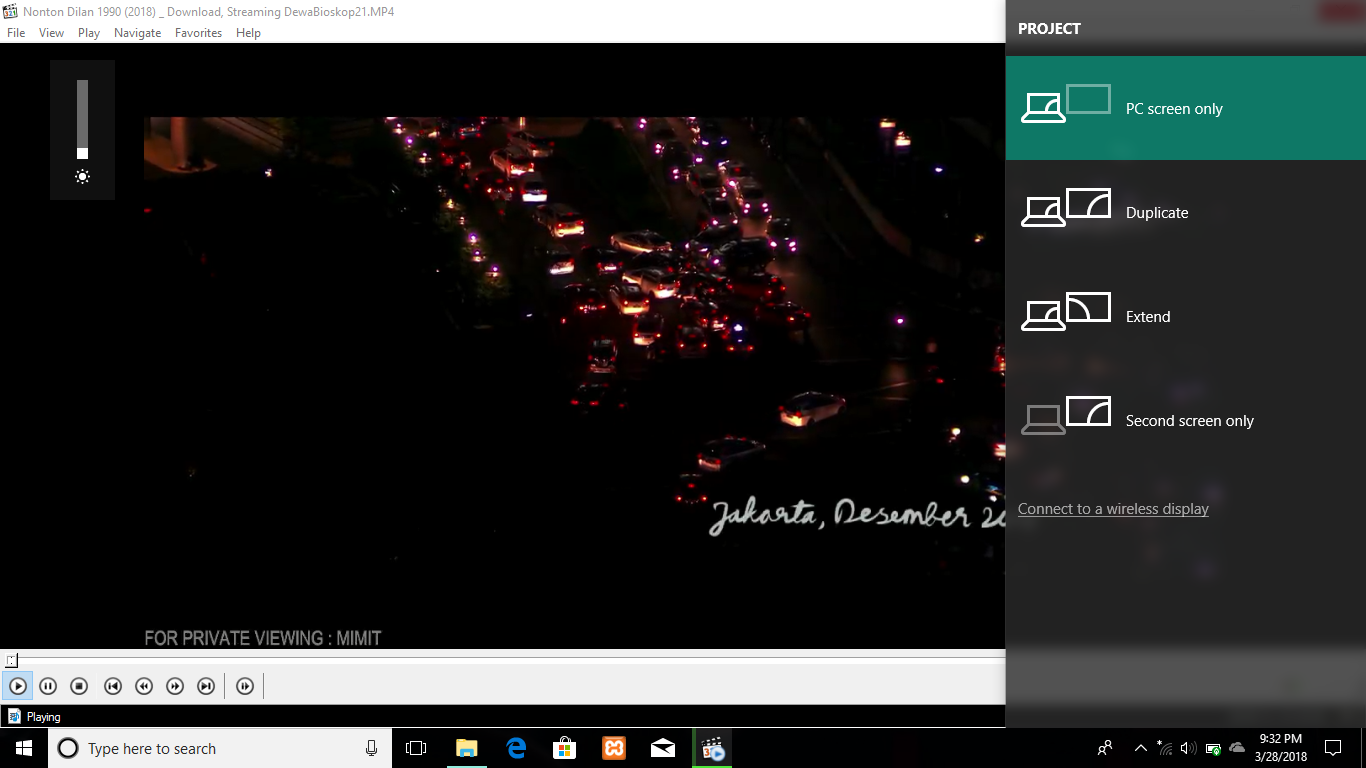 Nonton Dilan 1990 (2018) _ Download, Streaming DewaBioskop21.MP4
File View Play Navigate Favorites Help
Jakarta, Desember
FOR PRIVATE VIEWING : MIMIT
Playing
PROJECT
PC screen only
Duplicate
Extend
Second screen only
Connect to a wireless display
Type here to search
9:32 PM
3/28/2018